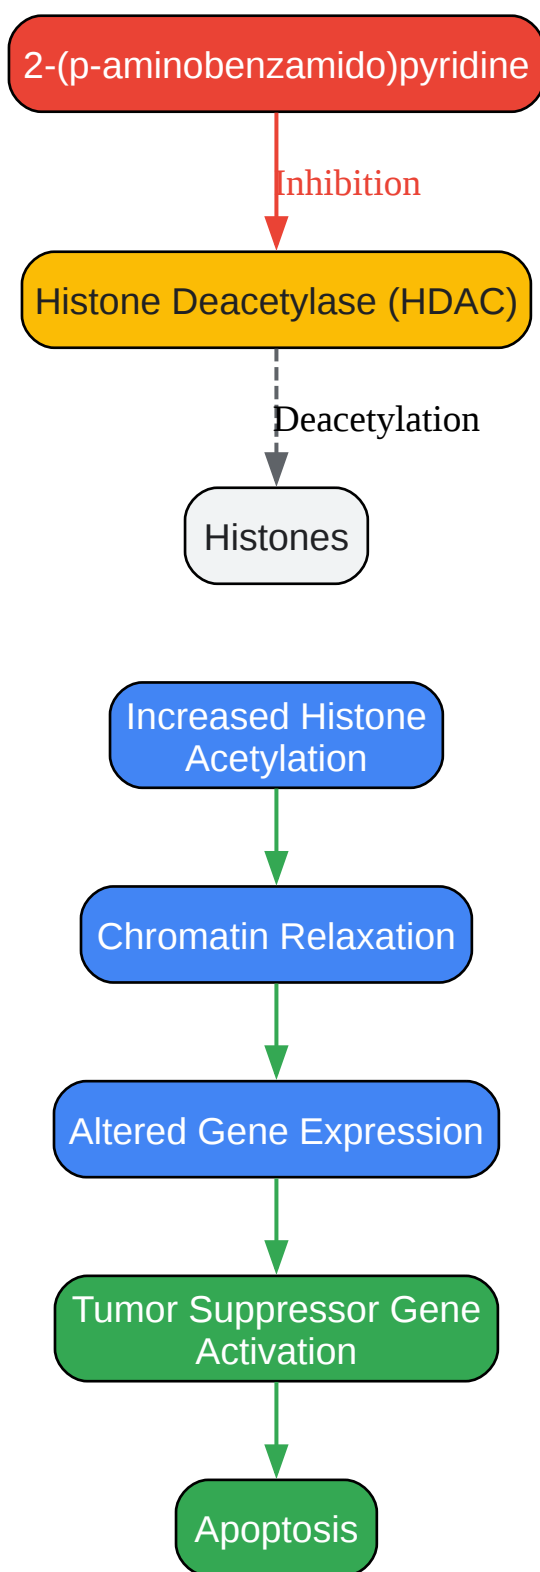 2-(p-aminobenzamido)pyridine
Inhibition
Histone Deacetylase (HDAC)
Deacetylation
Histones
Increased Histone
Acetylation
Chromatin Relaxation
Altered Gene Expression
Tumor Suppressor Gene
Activation
Apoptosis